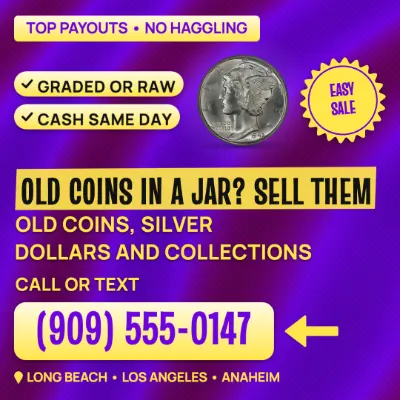 TOP PAYOUTS • NO HAGGLING
✓ GRADED OR RAW
✓ CASH SAME DAY
EASY
SALE
OLD COINS IN A JAR? SELL THEM
OLD COINS, SILVER
DOLLARS AND COLLECTIONS
CALL OR TEXT
(909) 555-0147
LONG BEACH • LOS ANGELES • ANAHEIM